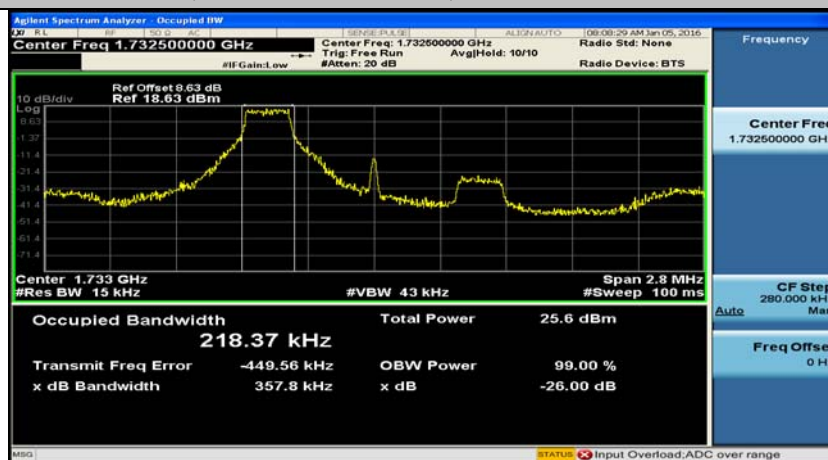 Agilent Spectrum Analyzer - Occupied BW
LXI RL RF 50 Ω AC SENSE:PULSE ALIGN AUTO 08:08:29 AM Jan 05, 2016
Center Freq 1.732500000 GHz Center Freq: 1.732500000 GHz Radio Std: None Frequency
Trig: Free Run Avg|Hold: 10/10
#IFGain:Low #Atten: 20 dB Radio Device: BTS
Ref Offset 8.63 dB
10 dB/div Ref 18.63 dBm
Log
8.63
-1.37
-11.4
-21.4
-31.4
-41.4
-51.4
-61.4
-71.4
Center Freq
1.732500000 GH
Center 1.733 GHz Span 2.8 MHz
#Res BW 15 kHz #VBW 43 kHz #Sweep 100 ms
CF Step
280.000 kH
Auto Ma
Occupied Bandwidth Total Power 25.6 dBm
218.37 kHz
Freq Offse
0 H
Transmit Freq Error -449.56 kHz OBW Power 99.00 %
x dB Bandwidth 357.8 kHz x dB -26.00 dB
MSG STATUS Input Overload;ADC over range